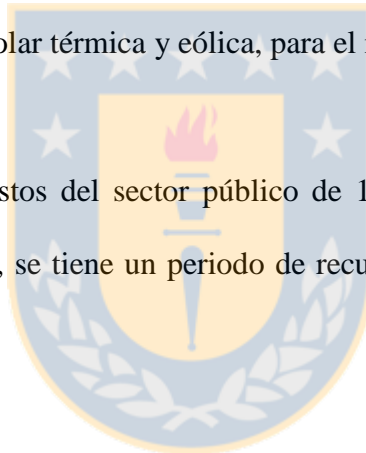 olar térmica y eólica, para el
stos del sector público de 1
, se tiene un periodo de recu